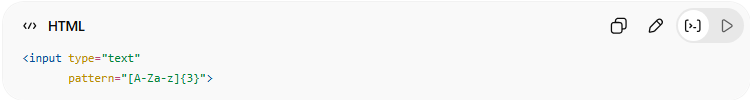 </> HTML
<input type="text"
       pattern="[A-Za-z]{3}">